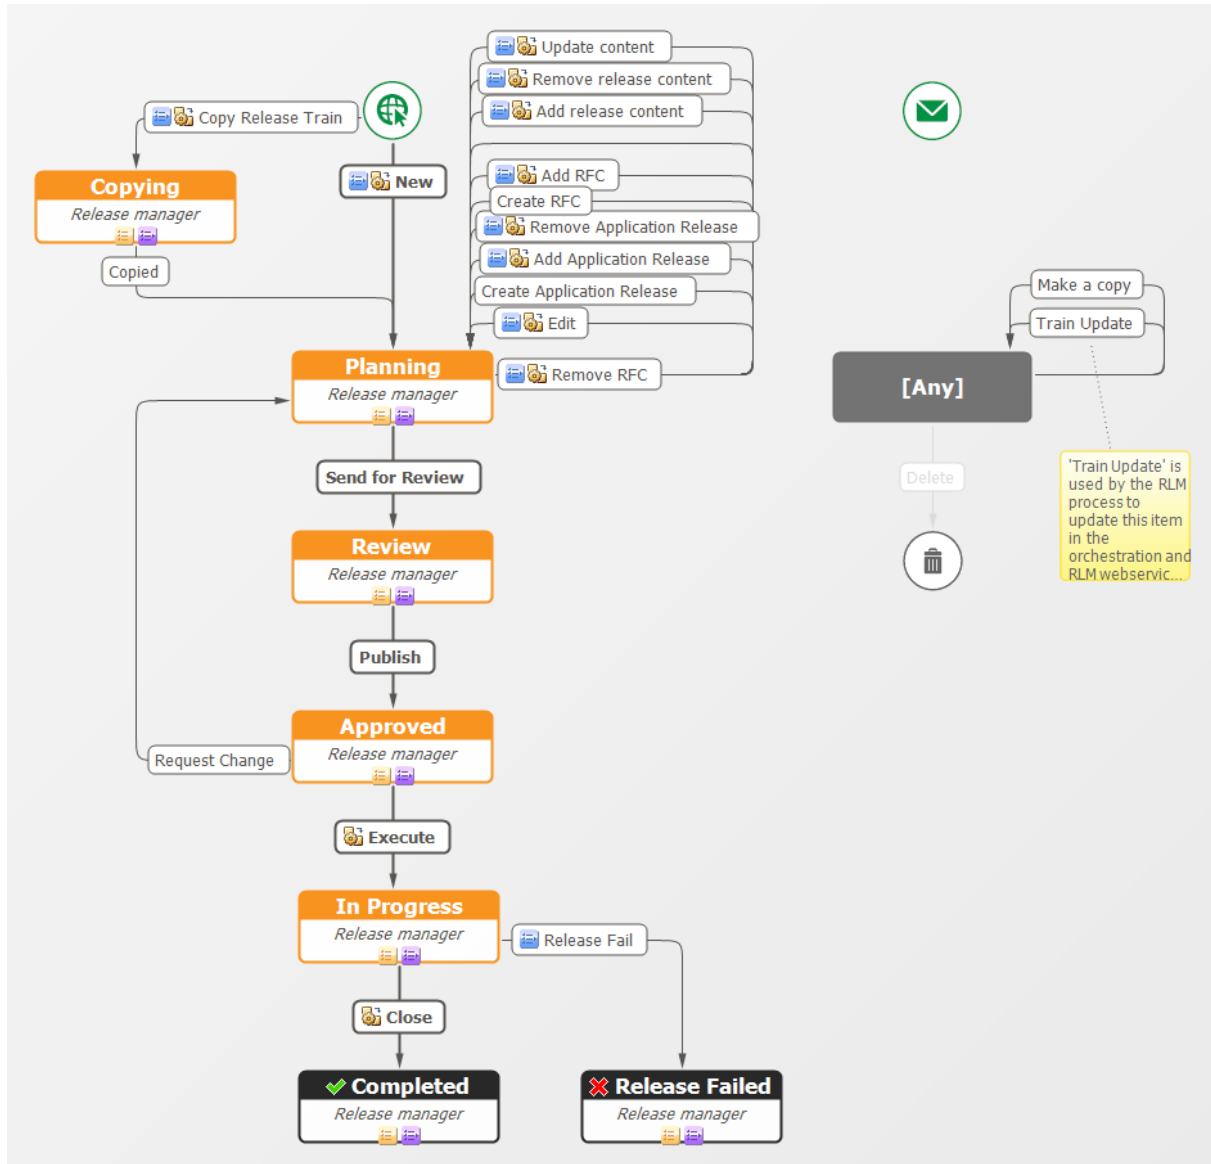 Update content
Remove release content
Add release content
Copy Release Train
New
Add RFC
Create RFC
Remove Application Release
Add Application Release
Create Application Release
Edit
Remove RFC
Copying
Release manager
Copied
Planning
Release manager
Send for Review
Review
Release manager
Publish
Approved
Release manager
Request Change
Execute
In Progress
Release manager
Release Fail
Close
Completed
Release manager
Release Failed
Release manager
Make a copy
Train Update
[Any]
Delete
'Train Update' is
used by the RLM
process to
update this item
in the
orchestration and
RLM webservic...